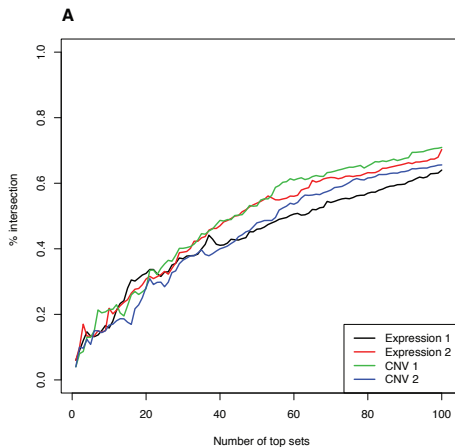 A
% intersection
1.0
0.8
0.6
0.4
0.2
0.0
0 20 40 60 80 100
Number of top sets
Expression 1
Expression 2
CNV 1
CNV 2